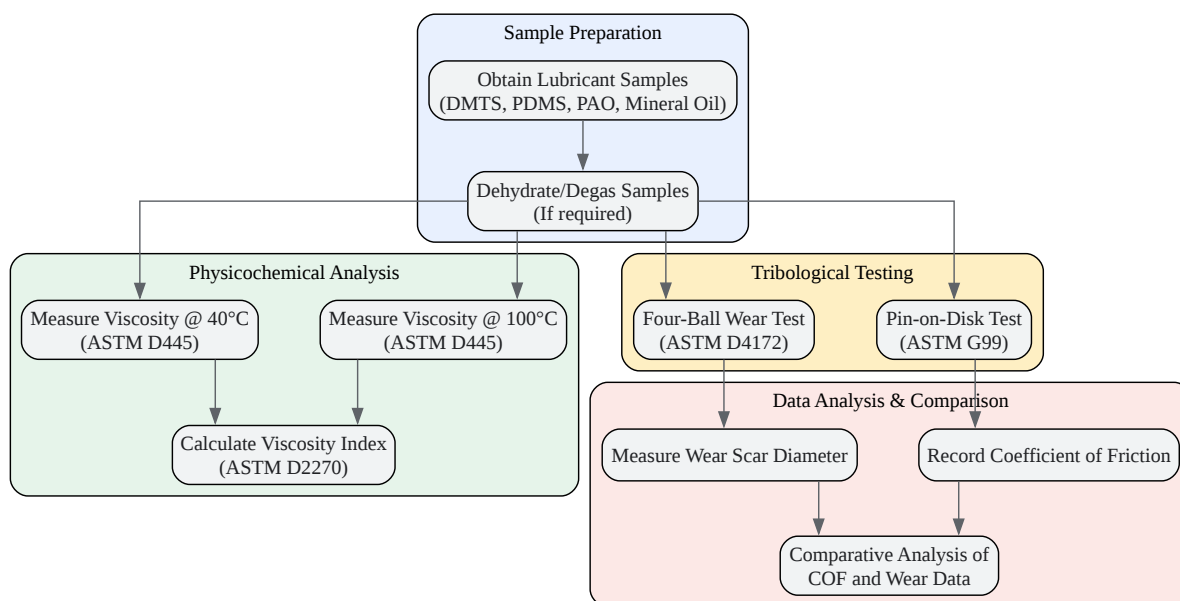 Sample Preparation
Obtain Lubricant Samples
(DMTS, PDMS, PAO, Mineral Oil)
Dehydrate/Degas Samples
(If required)
Physicochemical Analysis
Measure Viscosity @ 40°C
(ASTM D445)
Measure Viscosity @ 100°C
(ASTM D445)
Calculate Viscosity Index
(ASTM D2270)
Tribological Testing
Four-Ball Wear Test
(ASTM D4172)
Pin-on-Disk Test
(ASTM G99)
Data Analysis & Comparison
Measure Wear Scar Diameter
Record Coefficient of Friction
Comparative Analysis of
COF and Wear Data